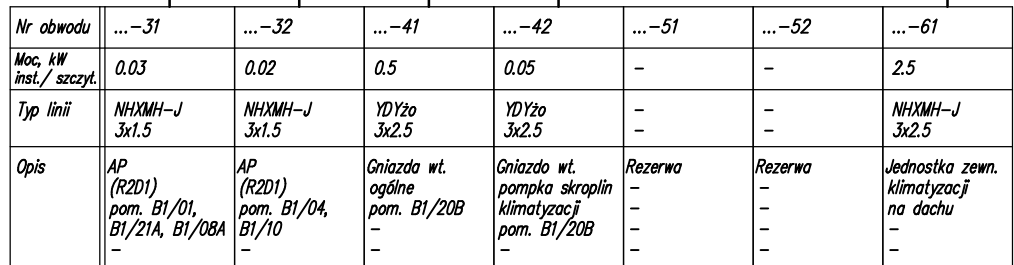 Nr obwodu ...-31 ...-32 ...-41 ...-42 ...-51 ...-52 ...-61
Moc, kW
inst./ szczyt. 0.03 0.02 0.5 0.05 - - 2.5
Typ linii NHXMH-J NHXMH-J YDYżo YDYżo - - NHXMH-J
3x1.5 3x1.5 3x2.5 3x2.5 - - 3x2.5
Opis AP AP Gniazda wt. Gniazdo wt. Rezerwa Rezerwa Jednostka zewn.
(R2D1) (R2D1) ogólne pompka skroplin - - klimatyzacji
pom. B1/01, pom. B1/04, pom. B1/20B klimatyzacji - - na dachu
B1/21A, B1/08A B1/10 - pom. B1/20B - - -
- - - - - - -